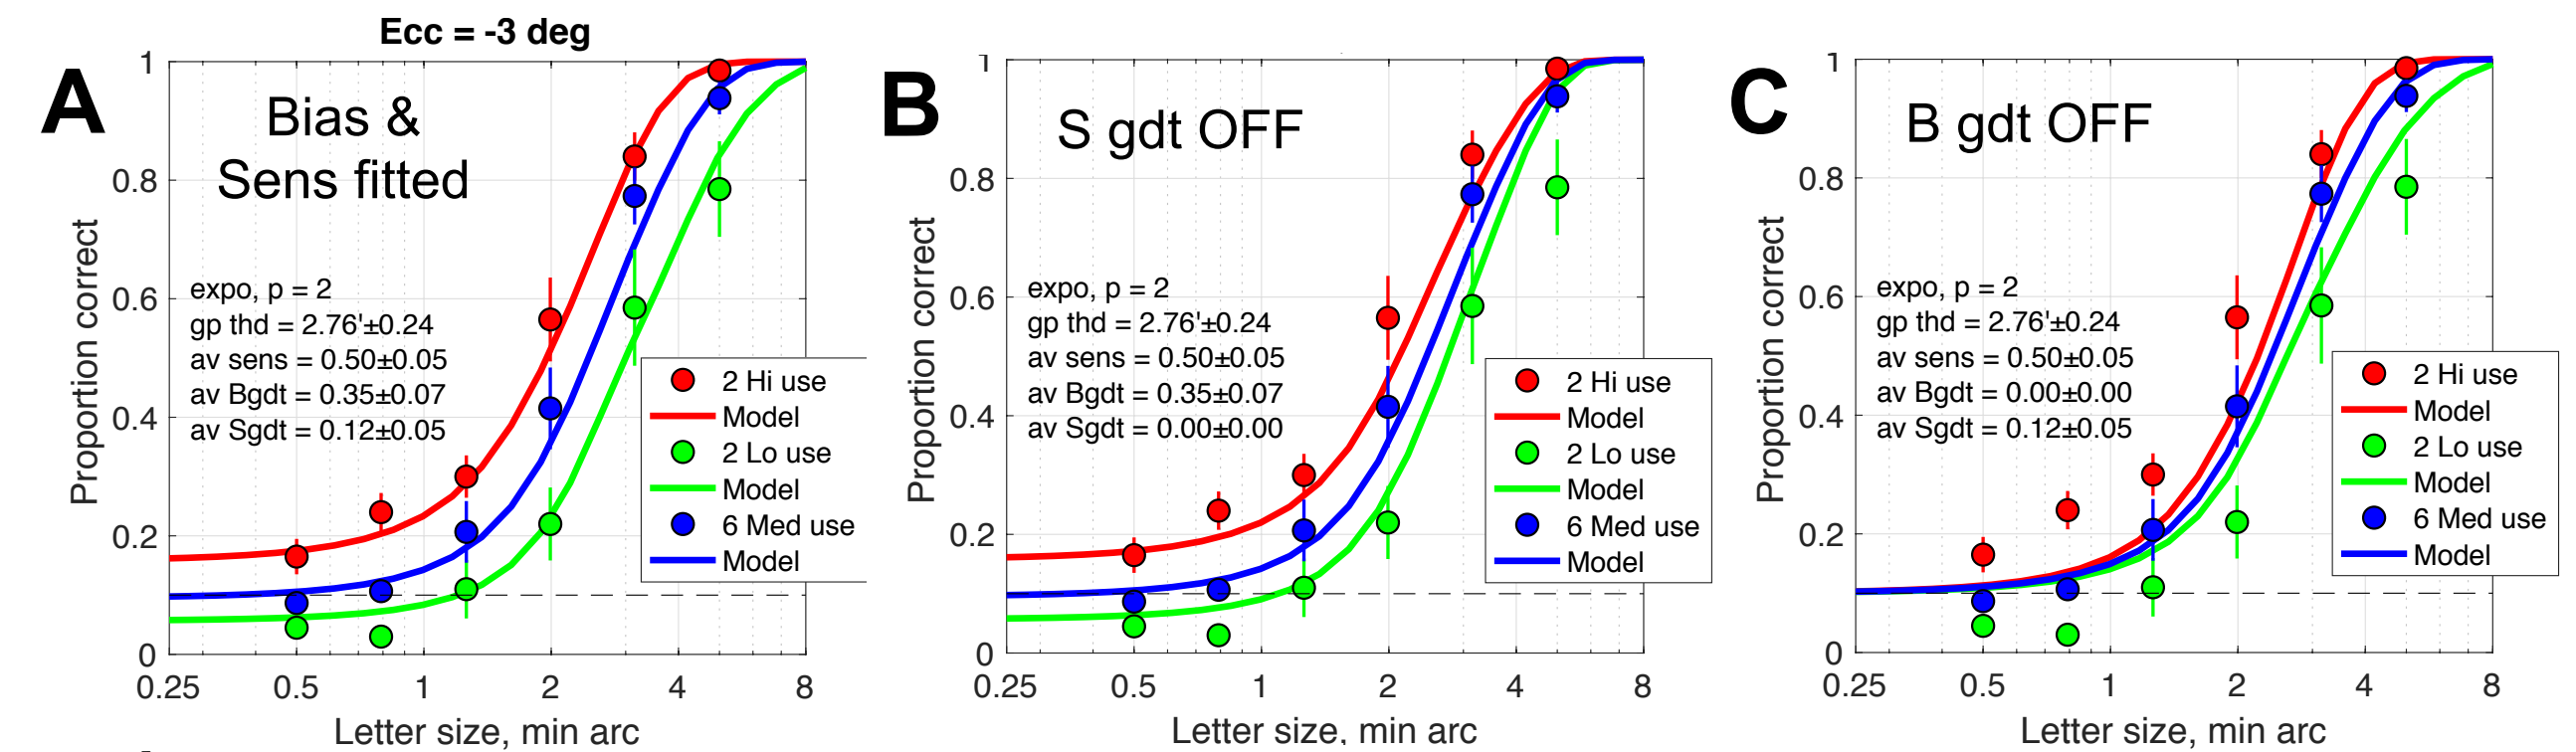 Ecc = -3 deg
A
Bias &
Sens fitted
expo, p = 2
gp thd = 2.76'±0.24
av sens = 0.50±0.05
av Bgdt = 0.35±0.07
av Sgdt = 0.12±0.05
2 Hi use
Model
2 Lo use
Model
6 Med use
Model
Proportion correct
1
0.8
0.6
0.4
0.2
0
0.25 0.5 1 2 4 8
Letter size, min arc
B
S gdt OFF
expo, p = 2
gp thd = 2.76'±0.24
av sens = 0.50±0.05
av Bgdt = 0.35±0.07
av Sgdt = 0.00±0.00
2 Hi use
Model
2 Lo use
Model
6 Med use
Model
Proportion correct
1
0.8
0.6
0.4
0.2
0
0.25 0.5 1 2 4 8
Letter size, min arc
C
B gdt OFF
expo, p = 2
gp thd = 2.76'±0.24
av sens = 0.50±0.05
av Bgdt = 0.00±0.00
av Sgdt = 0.12±0.05
2 Hi use
Model
2 Lo use
Model
6 Med use
Model
Proportion correct
1
0.8
0.6
0.4
0.2
0
0.25 0.5 1 2 4 8
Letter size, min arc